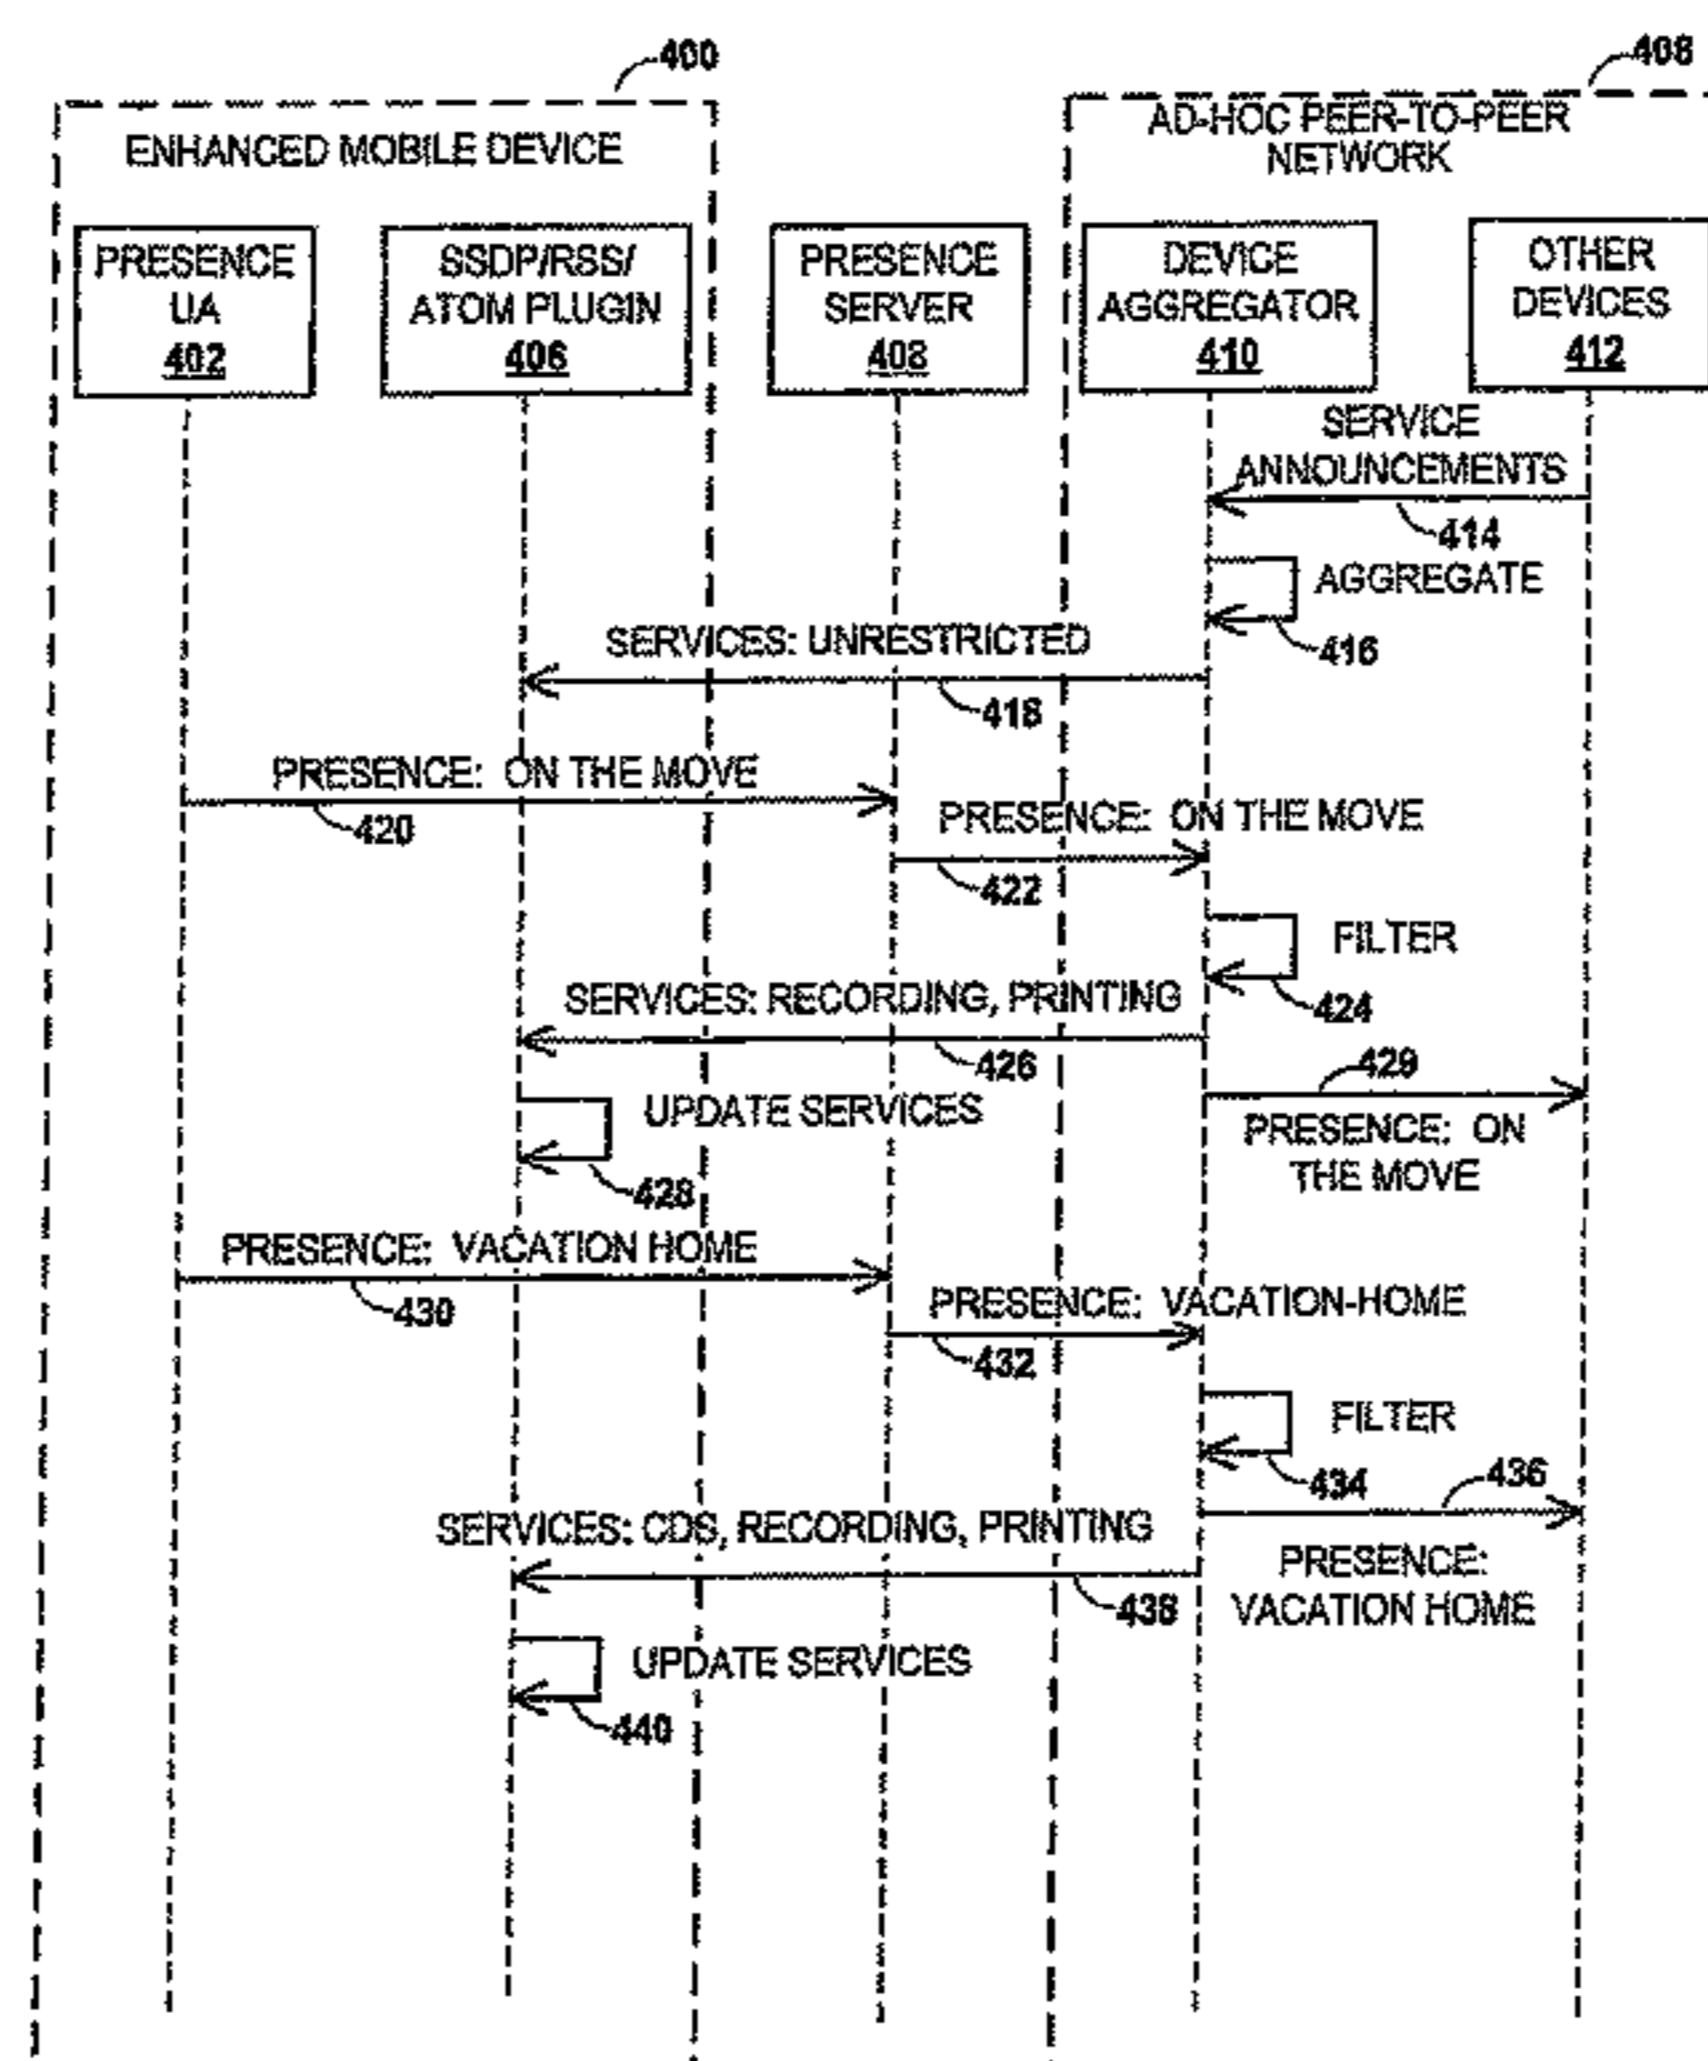 400
408
ENHANCED MOBILE DEVICE
AD-HOC PEER-TO-PEER
NETWORK
PRESENCE
UA
402
SSDP/RSS/
ATOM PLUGIN
406
PRESENCE
SERVER
408
DEVICE
AGGREGATOR
410
OTHER
DEVICES
412
SERVICE
ANNOUNCEMENTS
414
AGGREGATE
416
SERVICES: UNRESTRICTED
418
PRESENCE: ON THE MOVE
420
PRESENCE: ON THE MOVE
422
FILTER
424
SERVICES: RECORDING, PRINTING
426
429
PRESENCE: ON
THE MOVE
UPDATE SERVICES
428
PRESENCE: VACATION HOME
430
PRESENCE: VACATION-HOME
432
FILTER
434
436
PRESENCE:
VACATION HOME
SERVICES: CDS, RECORDING, PRINTING
438
UPDATE SERVICES
440